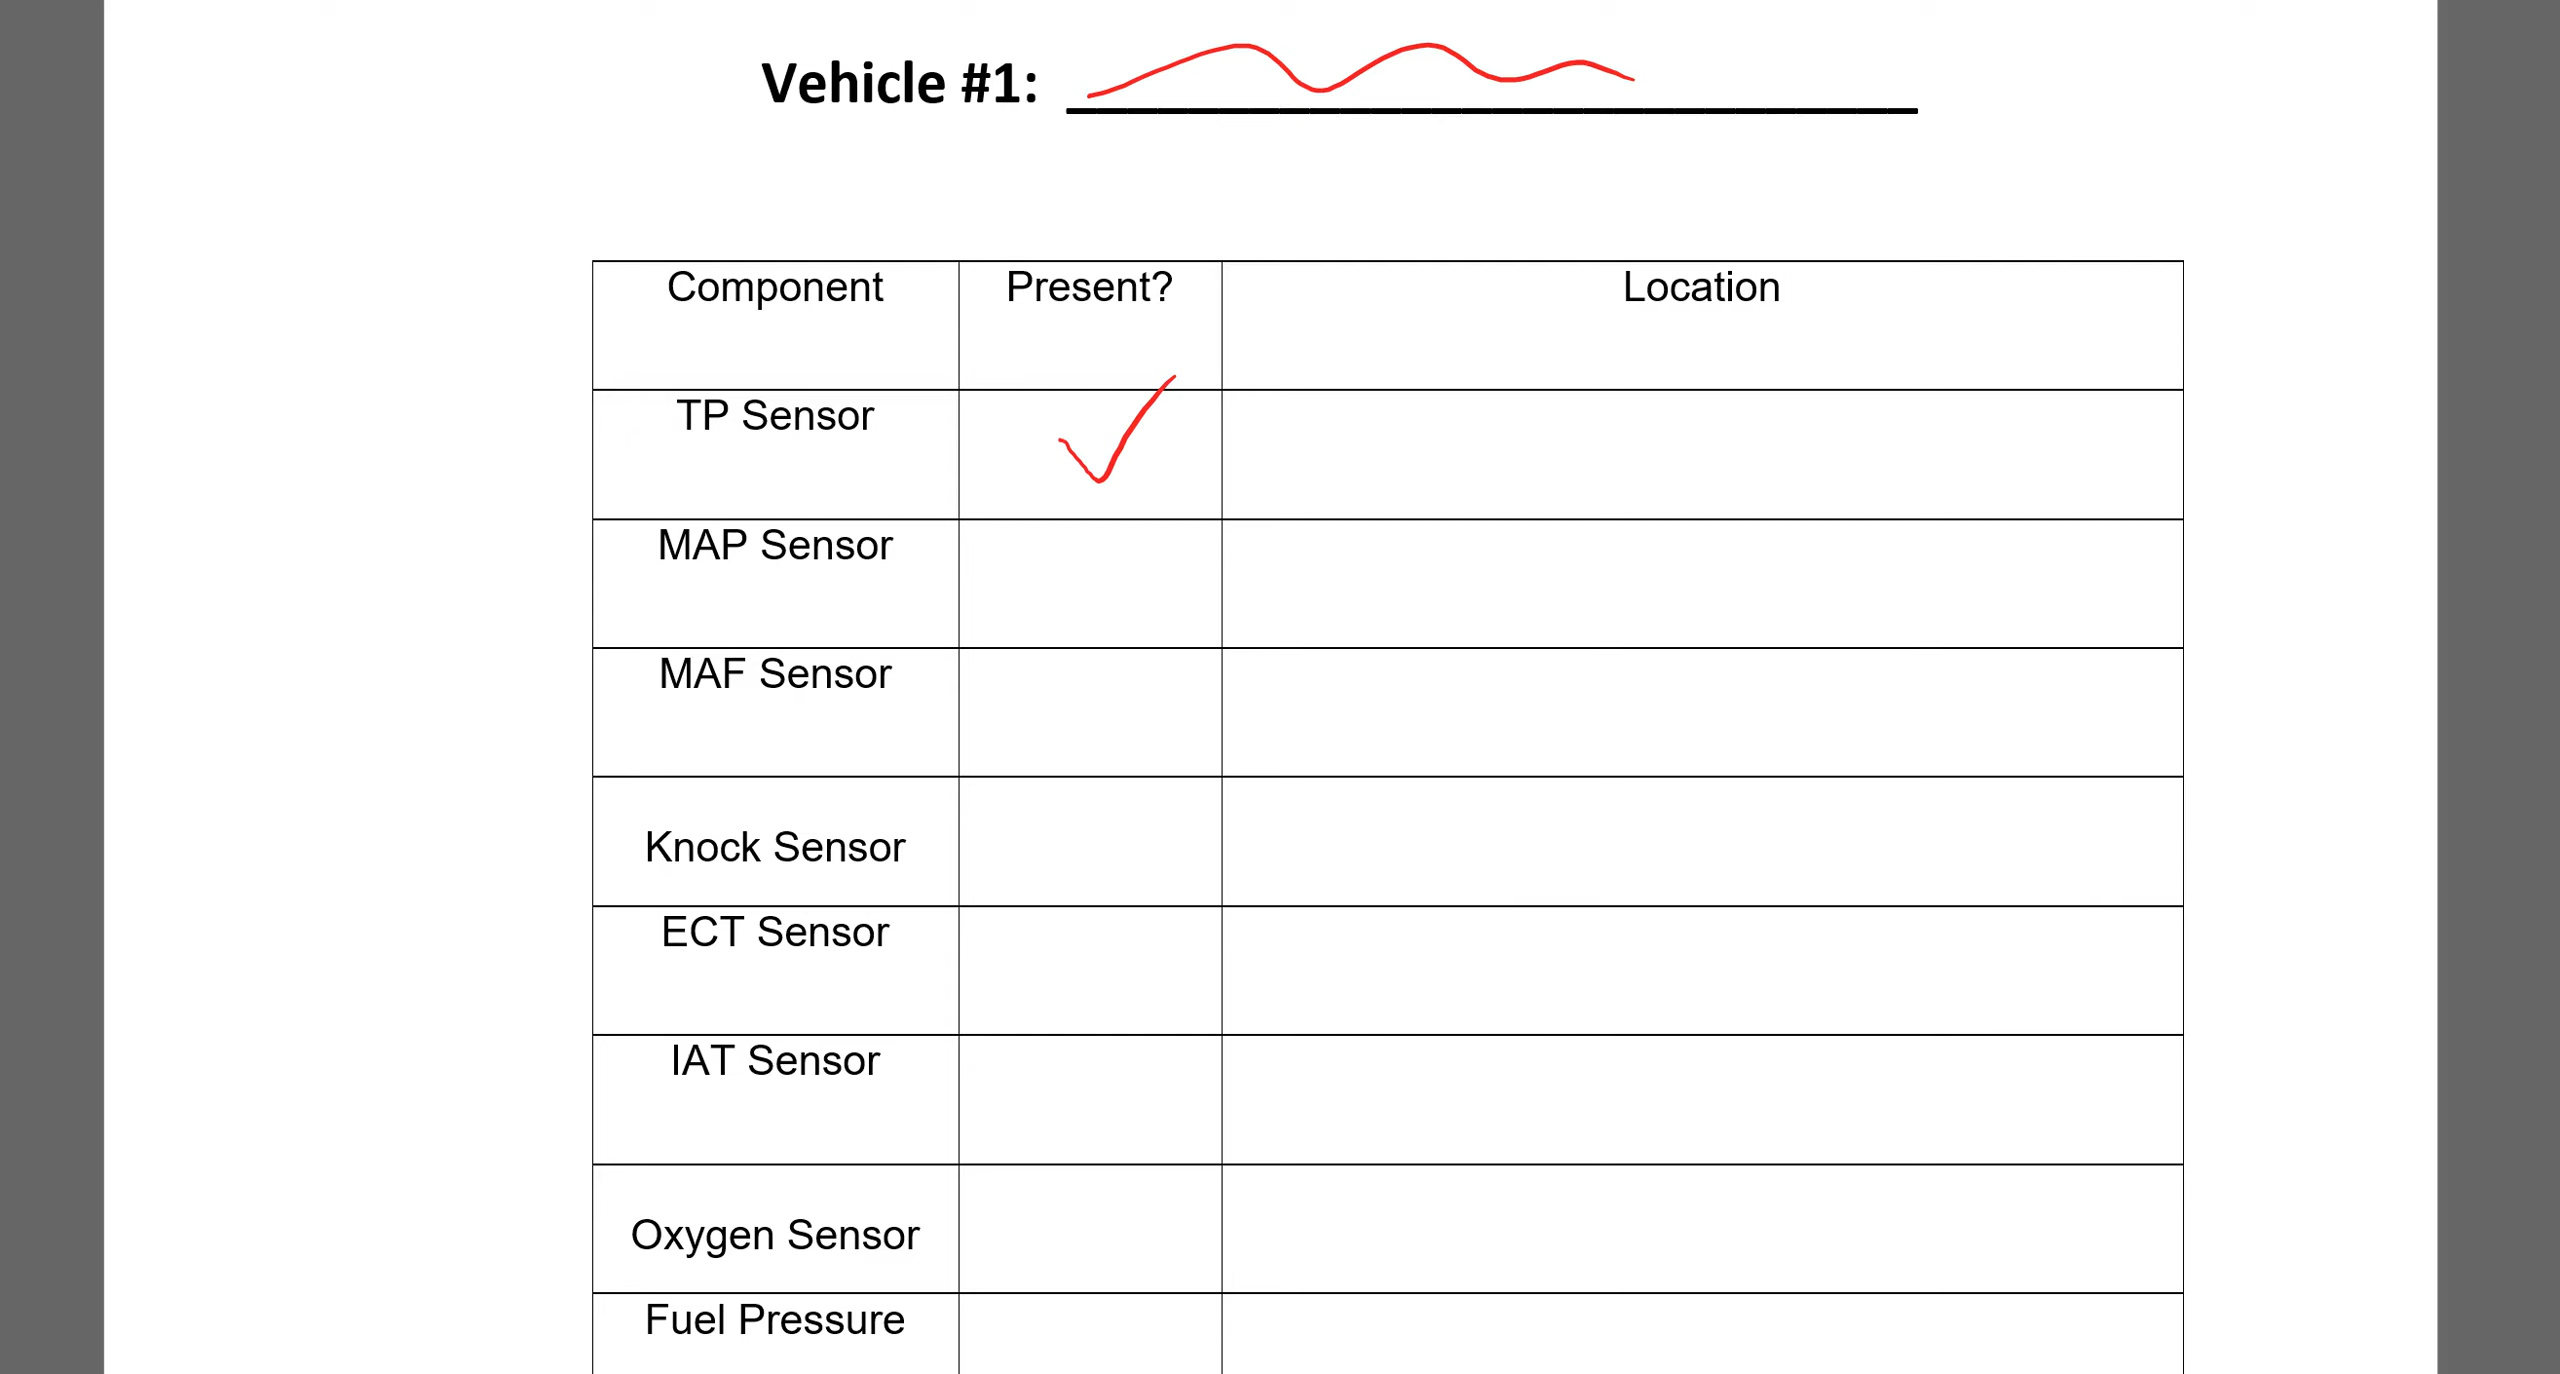 Vehicle #1:
Component Present? Location
TP Sensor
MAP Sensor
MAF Sensor
Knock Sensor
ECT Sensor
IAT Sensor
Oxygen Sensor
Fuel Pressure